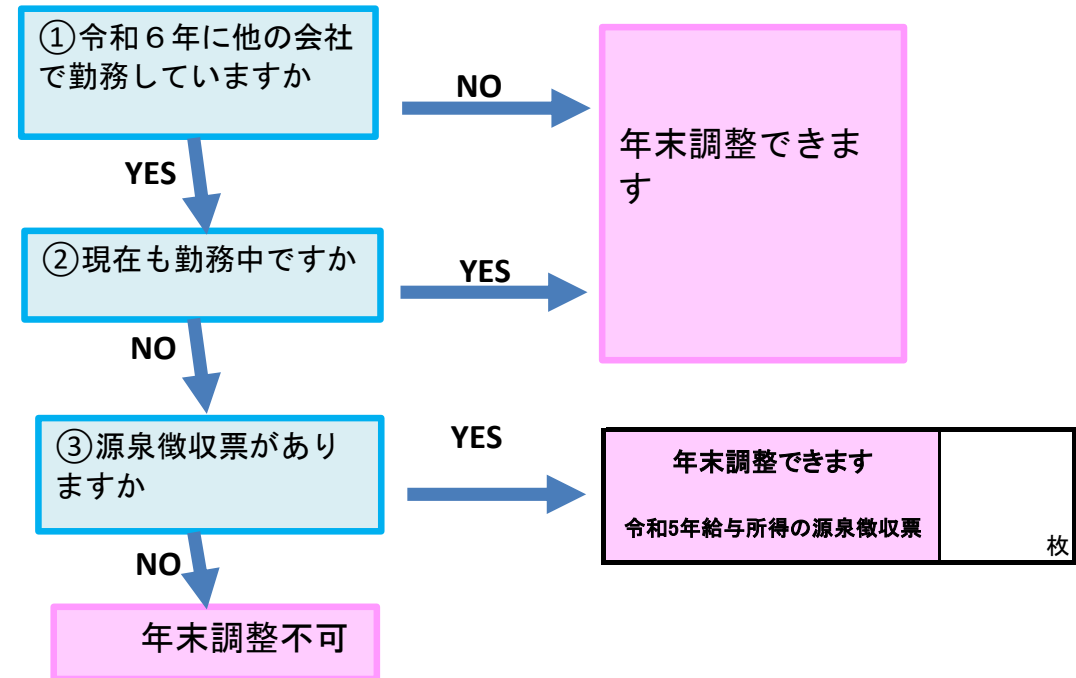 ①令和６年に他の会社
で勤務していますか
NO
年末調整できま
す
YES
②現在も勤務中ですか
YES
NO
③源泉徴収票があり
ますか
YES
年末調整できます
令和5年給与所得の源泉徴収票
枚
NO
年末調整不可